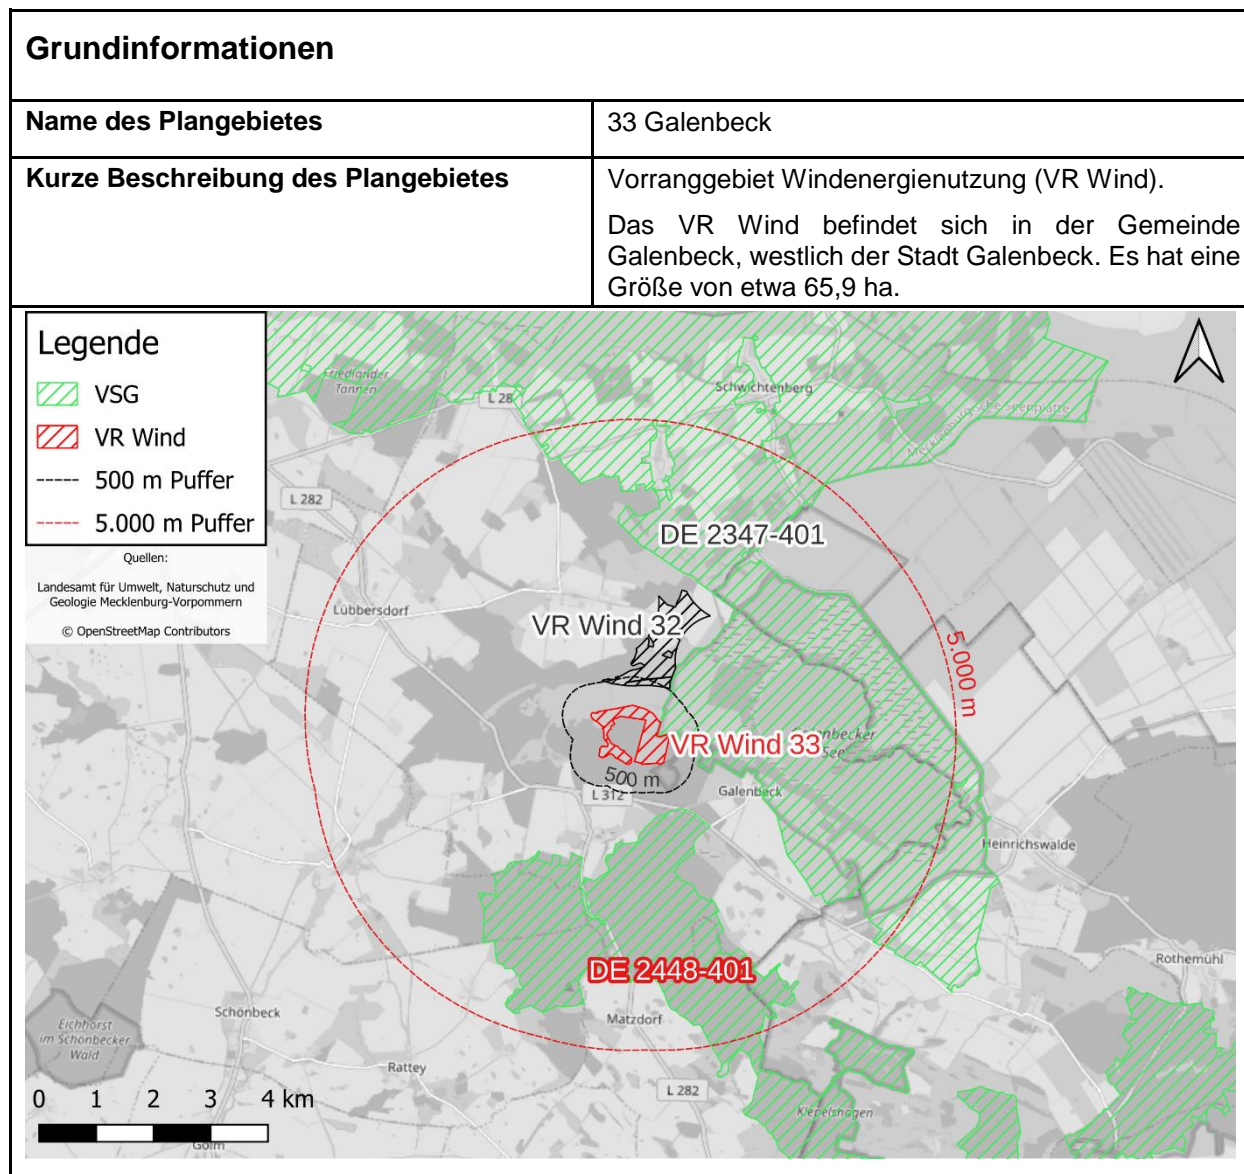 Grundinformationen
Name des Plangebietes
33 Galenbeck
Kurze Beschreibung des Plangebietes
Vorranggebiet Windenergienutzung (VR Wind).
Das VR Wind befindet sich in der Gemeinde
Galenbeck, westlich der Stadt Galenbeck. Es hat eine
Größe von etwa 65,9 ha.
Legende
VSG
VR Wind
500 m Puffer
5.000 m Puffer
Quellen:
Landesamt für Umwelt, Naturschutz und
Geologie Mecklenburg-Vorpommern
© OpenStreetMap Contributors
Friedländer
Tannen
L 28
Schwichtenberg
Mecklenburgische Seenplatte
L 282
DE 2347-401
Lübbersdorf
VR Wind 32
5.000 m
VR Wind 33
See
500 m
L 312
Galenbeck
Heinrichswalde
DE 2448-401
Rothemühl
Schönbeck
Matzdorf
Eichhorst
im Schönbecker
Wald
Rattey
L 282
Klepelshagen
0 1 2 3 4 km
Golm